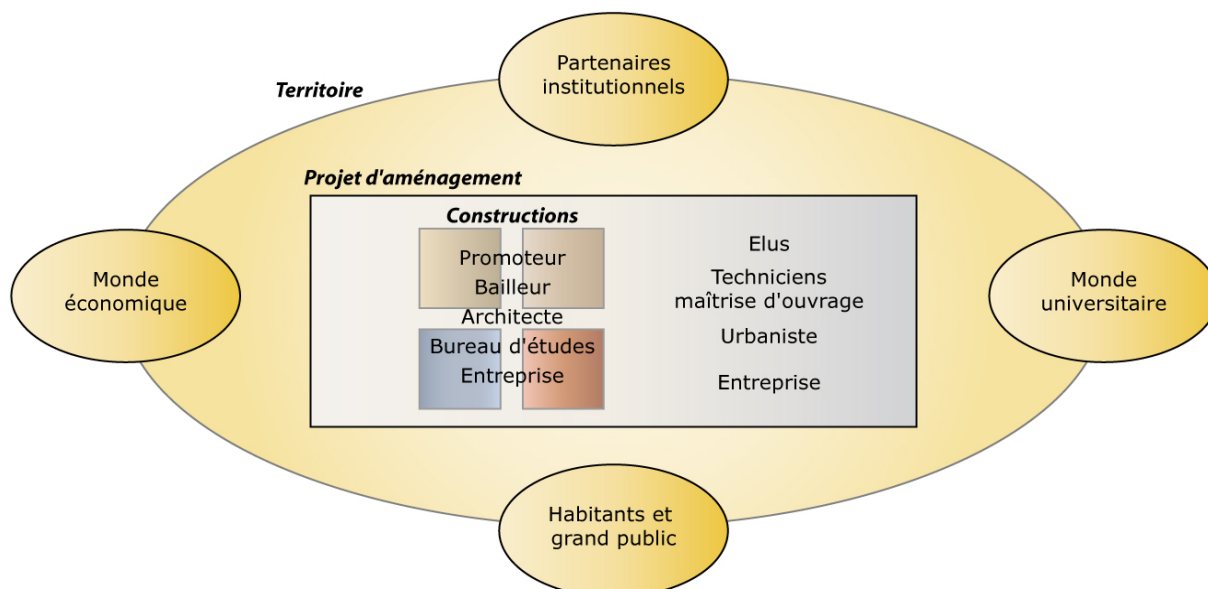 Partenaires
institutionnels
Territoire
Projet d'aménagement
Constructions
Promoteur
Bailleur
Architecte
Bureau d'études
Entreprise
Elus
Techniciens
maîtrise d'ouvrage
Urbaniste
Entreprise
Monde
économique
Monde
universitaire
Habitants et
grand public